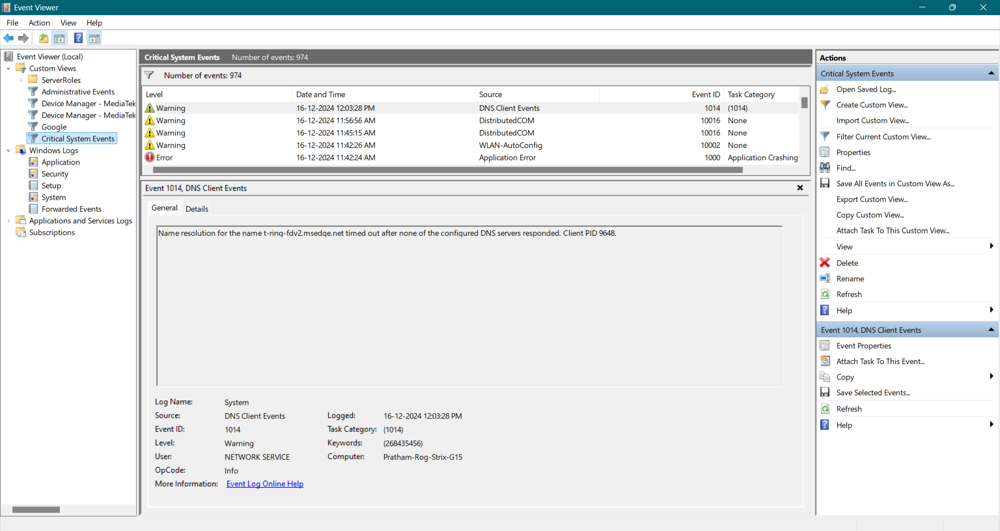 Event Viewer
File Action View Help
Event Viewer (Local)
Custom Views
ServerRoles
Administrative Events
Device Manager - MediaTek
Device Manager - MediaTek
Google
Critical System Events
Windows Logs
Application
Security
Setup
System
Forwarded Events
Applications and Services Logs
Subscriptions
Critical System Events Number of events: 974
Number of events: 974
Level Date and Time Source Event ID Task Category
Warning 16-12-2024 12:03:28 PM DNS Client Events 1014 (1014)
Warning 16-12-2024 11:56:56 AM DistributedCOM 10016 None
Warning 16-12-2024 11:45:15 AM DistributedCOM 10016 None
Warning 16-12-2024 11:42:26 AM WLAN-AutoConfig 10002 None
Error 16-12-2024 11:42:24 AM Application Error 1000 Application Crashing
Event 1014, DNS Client Events
General Details
Name resolution for the name t-ring-fdv2.msedge.net timed out after none of the configured DNS servers responded. Client PID 9648.
Log Name: System
Source: DNS Client Events Logged: 16-12-2024 12:03:28 PM
Event ID: 1014 Task Category: (1014)
Level: Warning Keywords: (268435456)
User: NETWORK SERVICE Computer: Pratham-Rog-Strix-G15
OpCode: Info
More Information: Event Log Online Help
Actions
Critical System Events
Open Saved Log...
Create Custom View...
Import Custom View...
Filter Current Custom View...
Properties
Find...
Save All Events in Custom View As...
Export Custom View...
Copy Custom View...
Attach Task To This Custom View...
View
Delete
Rename
Refresh
Help
Event 1014, DNS Client Events
Event Properties
Attach Task To This Event...
Copy
Save Selected Events...
Refresh
Help